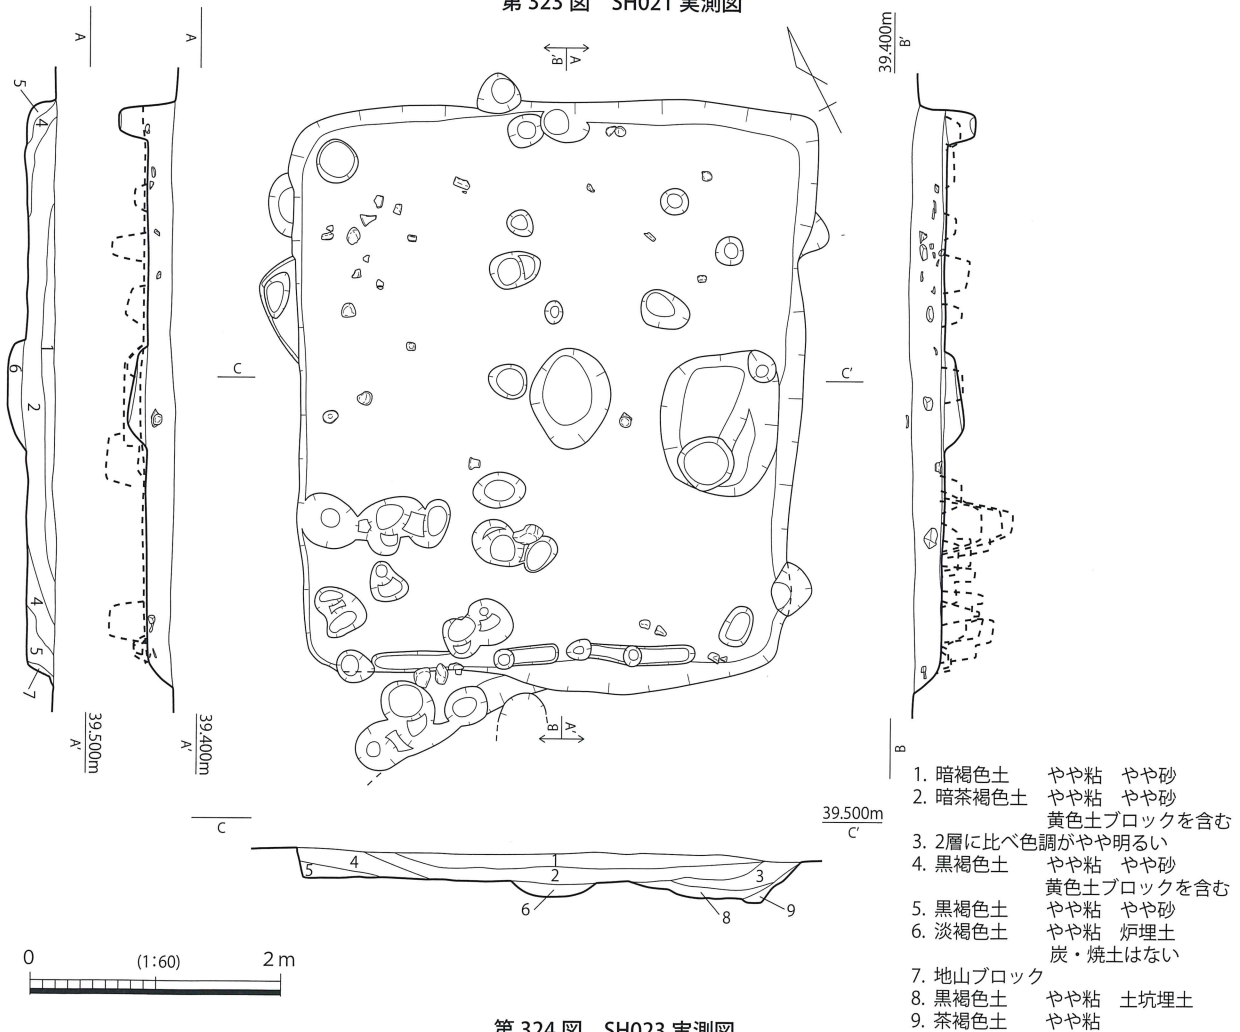 第 323 図　SH021 実測図
A
A
B'
A
39.400m
B'
5
4
1
6
2
4
5
7
C
C'
39.500m
A'
39.400m
A'
B
A'
B
C
39.500m
C'
5
4
1
2
3
6
8
9
0
(1:60)
2 m
1. 暗褐色土　やや粘　やや砂
2. 暗茶褐色土　やや粘　やや砂
黄色土ブロックを含む
3. 2層に比べ色調がやや明るい
4. 黒褐色土　やや粘　やや砂
黄色土ブロックを含む
5. 黒褐色土　やや粘　やや砂
6. 淡褐色土　やや粘　炉埋土
炭・焼土はない
7. 地山ブロック
8. 黒褐色土　やや粘　土坑埋土
9. 茶褐色土　やや粘
第 324 図　SH023 実測図